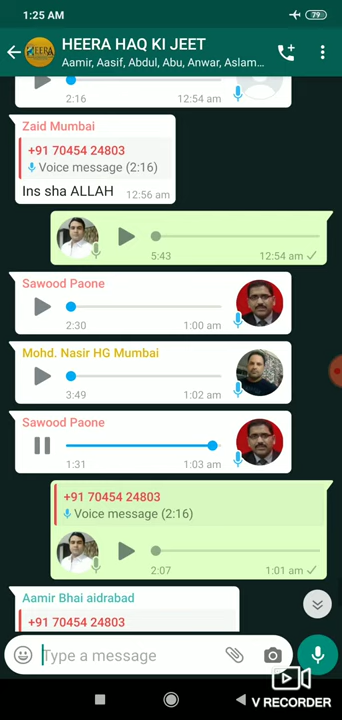 1:25 AM
79
HEERA HAQ KI JEET
Aamir, Aasif, Abdul, Abu, Anwar, Aslam...
HEERA
2:16
12:54 am
Zaid Mumbai
+91 70454 24803
Voice message (2:16)
Ins sha ALLAH
12:56 am
5:43
12:54 am
Sawood Paone
2:30
1:00 am
Mohd. Nasir HG Mumbai
3:49
1:02 am
Sawood Paone
1:31
1:03 am
+91 70454 24803
Voice message (2:16)
2:07
1:01 am
Aamir Bhai aidrabad
+91 70454 24803
Type a message
V RECORDER